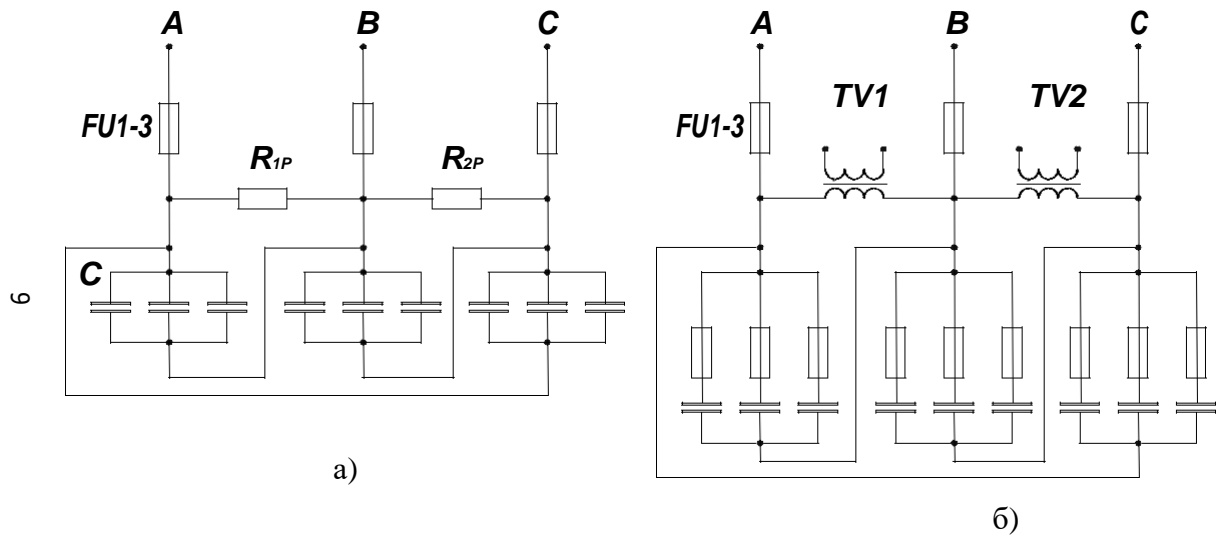 A B C
FU1-3
R1P R2P
C
а)
A B C
TV1 TV2
FU1-3
б)
6